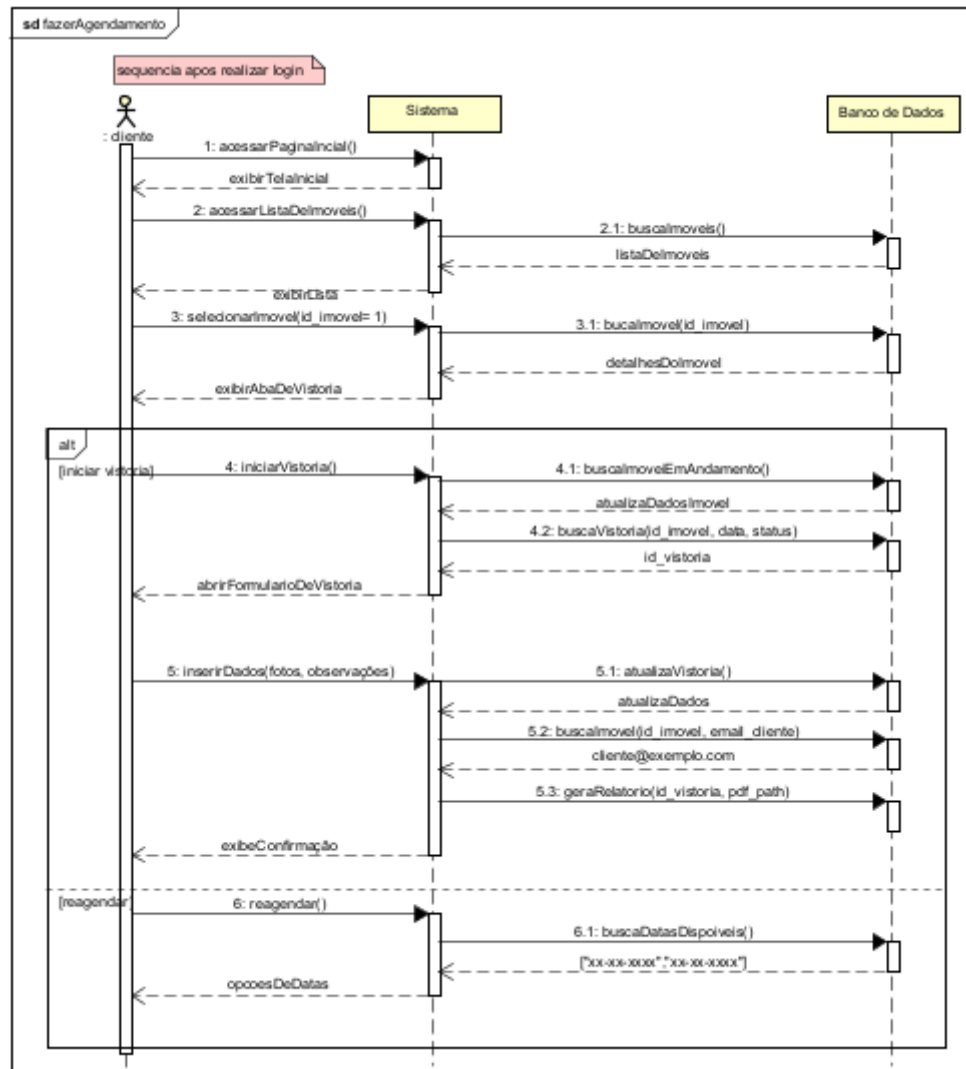 sd fazerAgendamento
sequencia apos realizar login
: cliente
Sistema
Banco de Dados
1: acessarPaginaIncial()
exibirTelaInicial
2: acessarListaDeImoveis()
2.1: buscaImoveis()
listaDeImoveis
exibirLista
3: selecionarImovel(id_imovel= 1)
3.1: bucaImovel(id_imovel)
detalhesDoImovel
exibirAbaDeVistoria
alt
[iniciar vistoria]
4: iniciarVistoria()
4.1: buscaImovelEmAndamento()
atualizaDadosImovel
4.2: buscaVistoria(id_imovel, data, status)
id_vistoria
abrirFormularioDeVistoria
5: inserirDados(fotos, observações)
5.1: atualizaVistoria()
atualizaDados
5.2: buscaImovel(id_imovel, email_cliente)
cliente@exemplo.com
5.3: geraRelatorio(id_vistoria, pdf_path)
exibeConfirmação
[reagendar]
6: reagendar()
6.1: buscaDatasDispoiveis()
["xx-xx-xxxx","xx-xx-xxxx"]
opcoesDeDatas